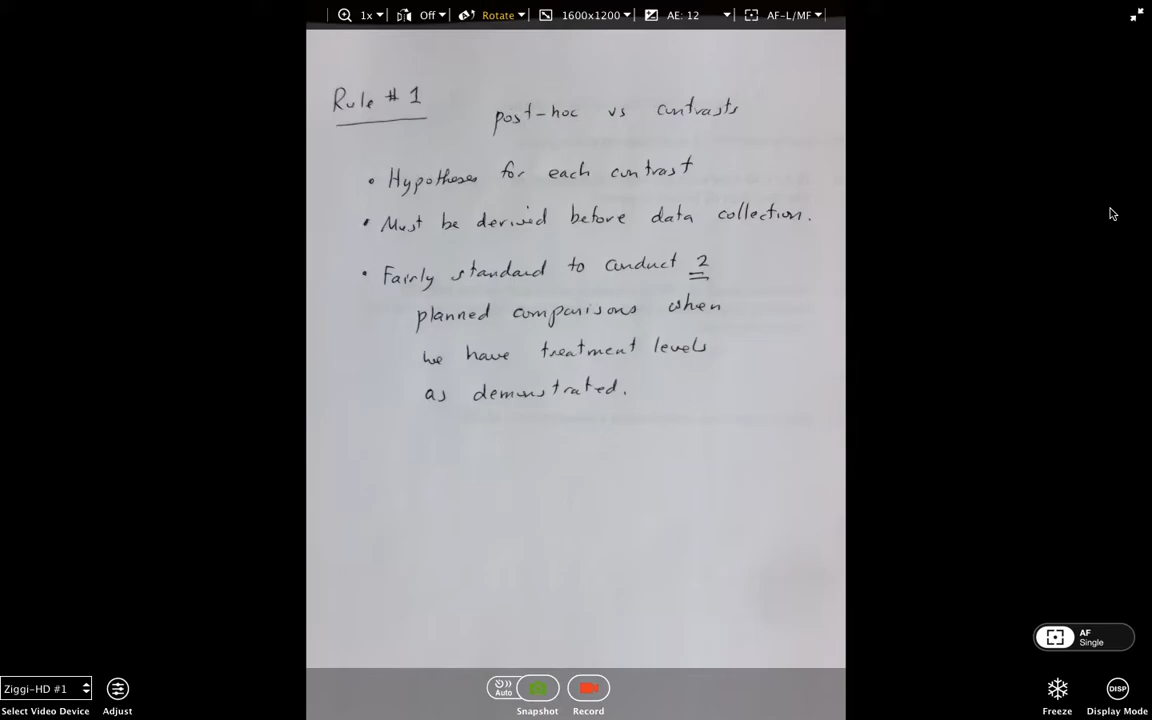 1x
Off
Rotate
1600x1200
AE: 12
AF-L/MF
Rule # 1
post-hoc vs contrasts
• Hypotheses for each contrast
• Must be derived before data collection.
• Fairly standard to conduct 2
planned comparisons when
we have treatment levels
as demonstrated.
AF
Single
Auto
Ziggi-HD #1
Select Video Device
Adjust
Snapshot
Record
DISP
Freeze
Display Mode